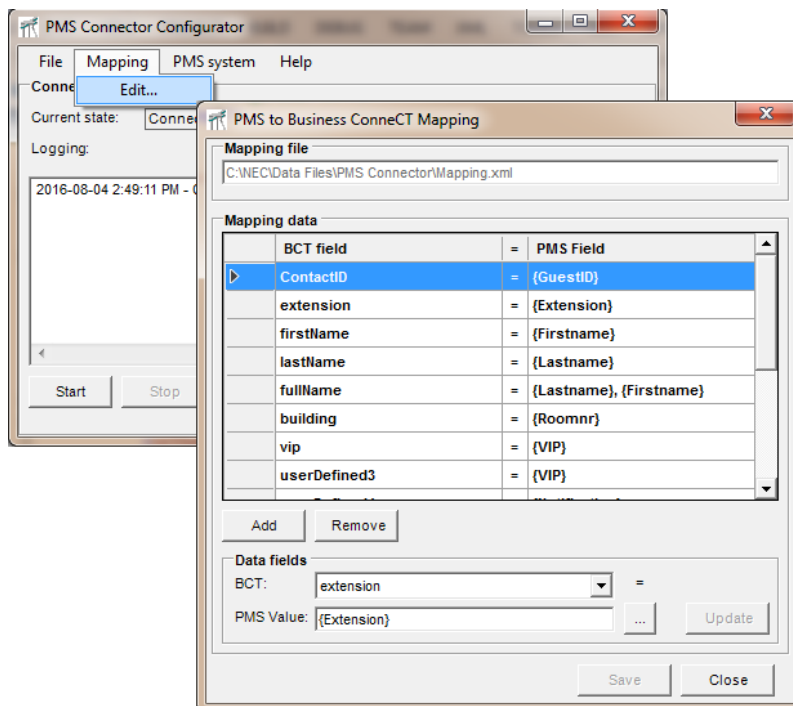 PMS Connector Configurator
File Mapping PMS system Help
Edit...
Conne
Current state: Connec
Logging:
2016-08-04 2:49:11 PM - C
Start Stop
PMS to Business ConneCT Mapping
Mapping file
C:\NEC\Data Files\PMS Connector\Mapping.xml
Mapping data
BCT field = PMS Field
ContactID = {GuestID}
extension = {Extension}
firstName = {Firstname}
lastName = {Lastname}
fullName = {Lastname}, {Firstname}
building = {Roomnr}
vip = {VIP}
userDefined3 = {VIP}
Add Remove
Data fields
BCT: extension =
PMS Value: {Extension} ... Update
Save Close